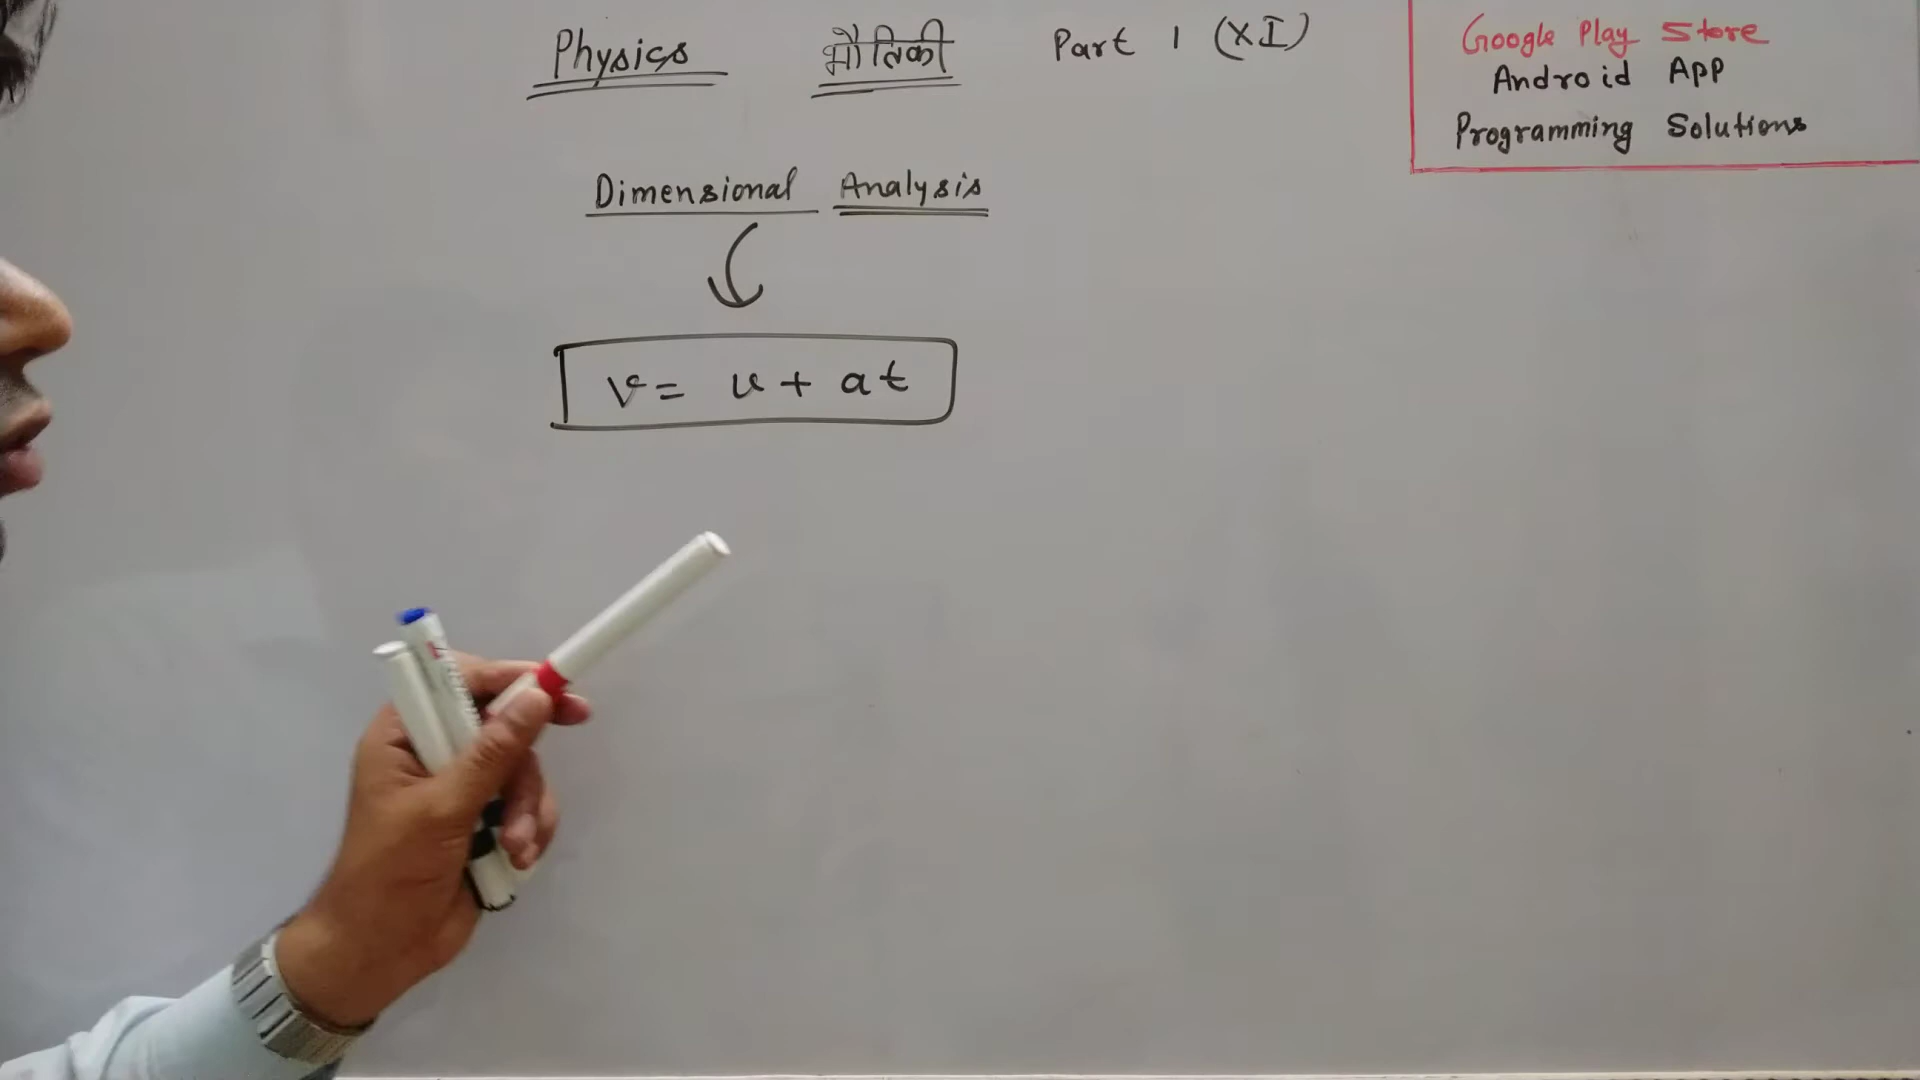 Physics भौतिकी Part 1 (XI)
Google Play Store
Android App
Programming Solutions
Dimensional Analysis
v = u + at